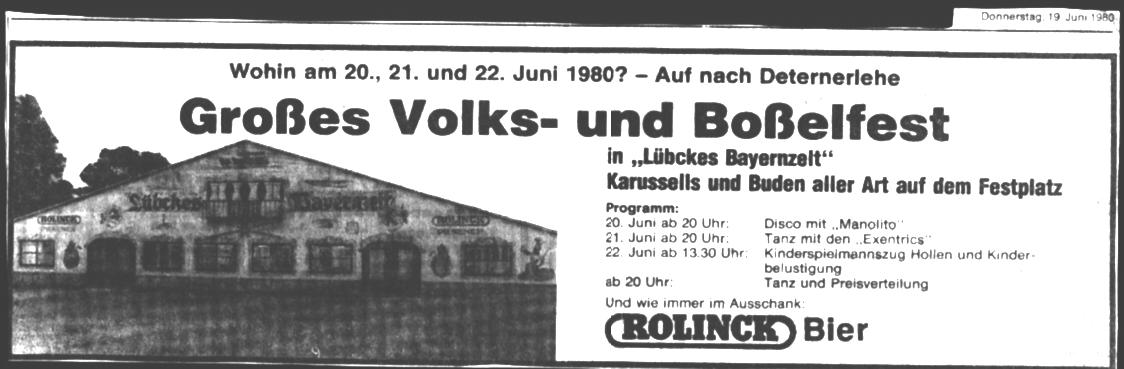 Donnerstag, 19. Juni 1980
Wohin am 20., 21. und 22. Juni 1980? – Auf nach Deternerlehe
Großes Volks- und Boßelfest
in „Lübckes Bayernzelt“
Karussells und Buden aller Art auf dem Festplatz
Programm:
20. Juni ab 20 Uhr: Disco mit „Manolito“
21. Juni ab 20 Uhr: Tanz mit den „Exentrics“
22. Juni ab 13.30 Uhr: Kinderspielmannszug Hollen und Kinder-
belustigung
ab 20 Uhr: Tanz und Preisverteilung
Und wie immer im Ausschank:
ROLINCK Bier
Lübckes Bayernzelt
ROLINCK
ROLINCK